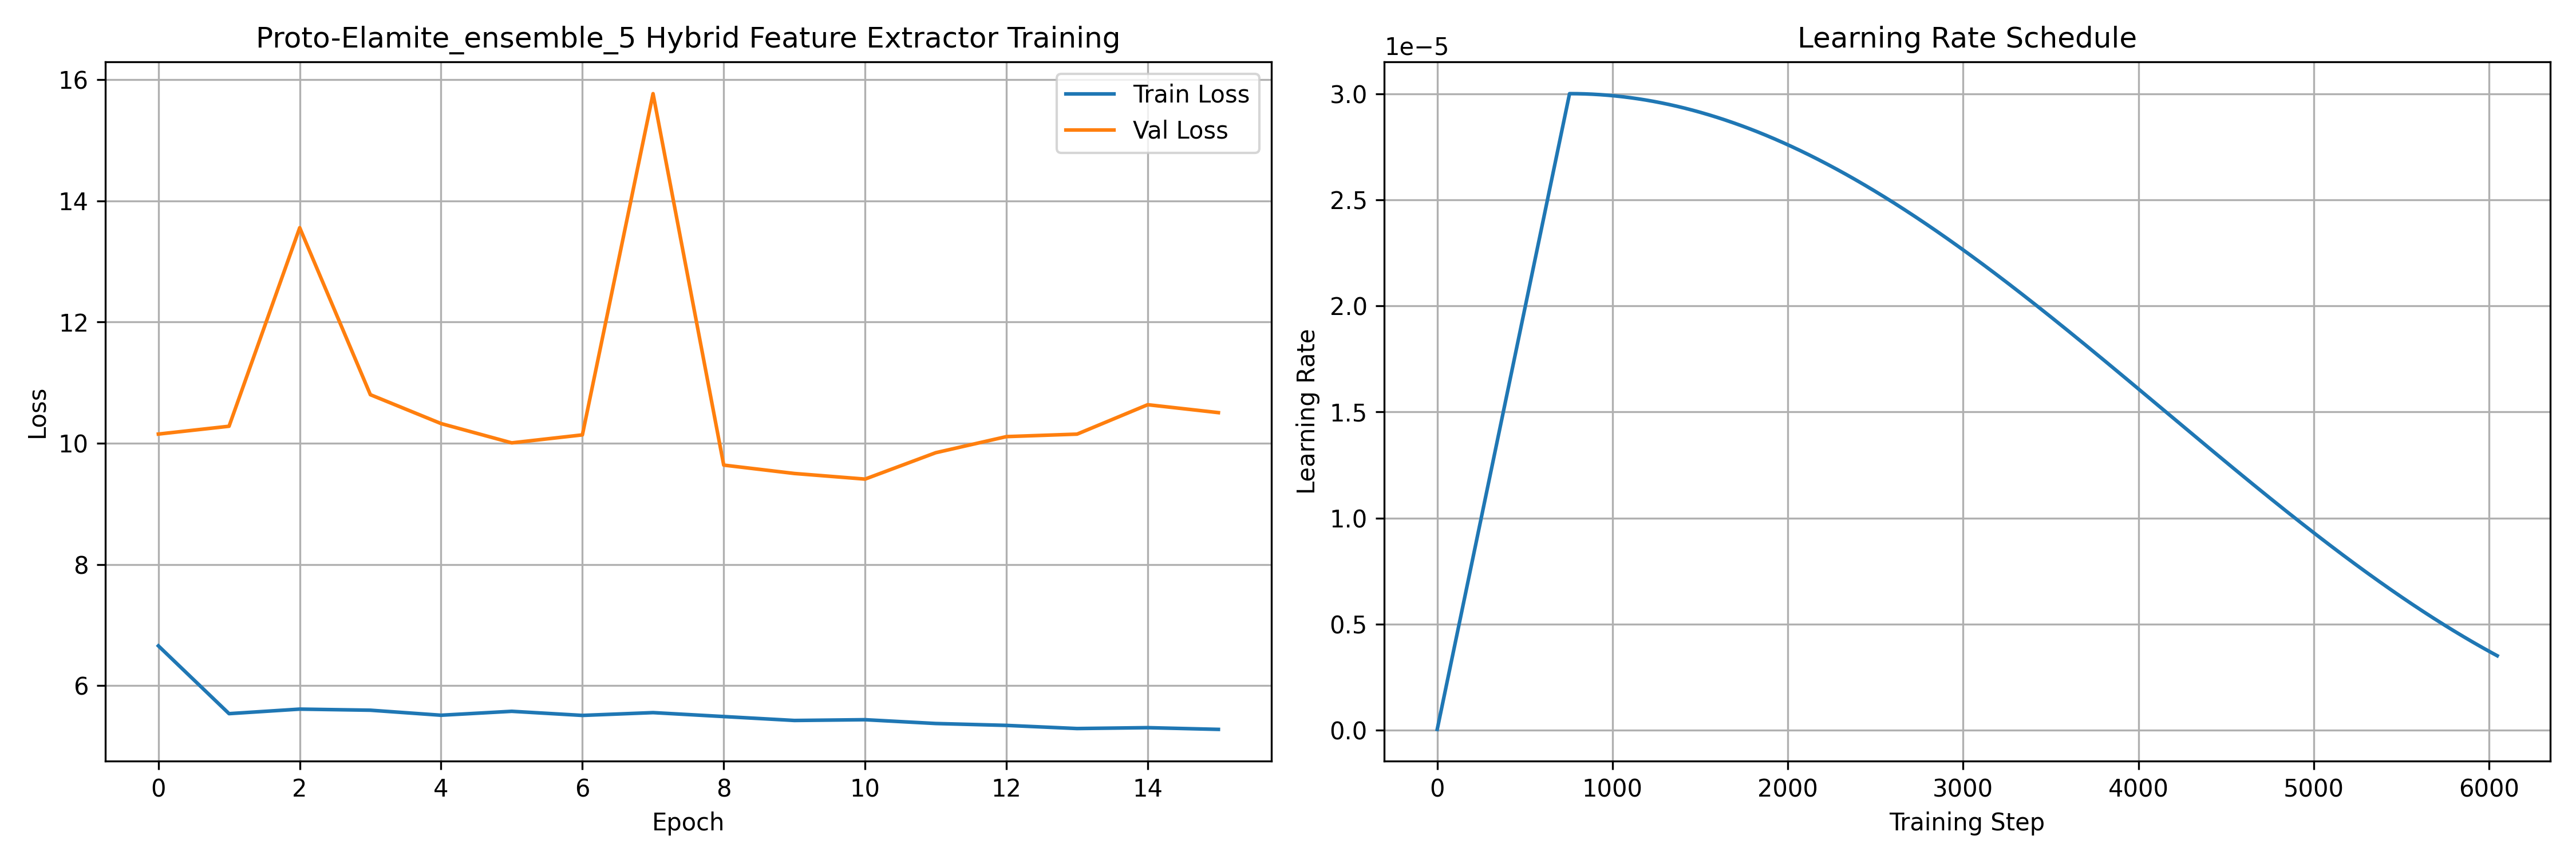 Proto-Elamite_ensemble_5 Hybrid Feature Extractor Training
16
14
12
10
8
6
Loss
0 2 4 6 8 10 12 14
Epoch
Train Loss
Val Loss
Learning Rate Schedule
1e−5
3.0
2.5
2.0
1.5
1.0
0.5
0.0
Learning Rate
0 1000 2000 3000 4000 5000 6000
Training Step